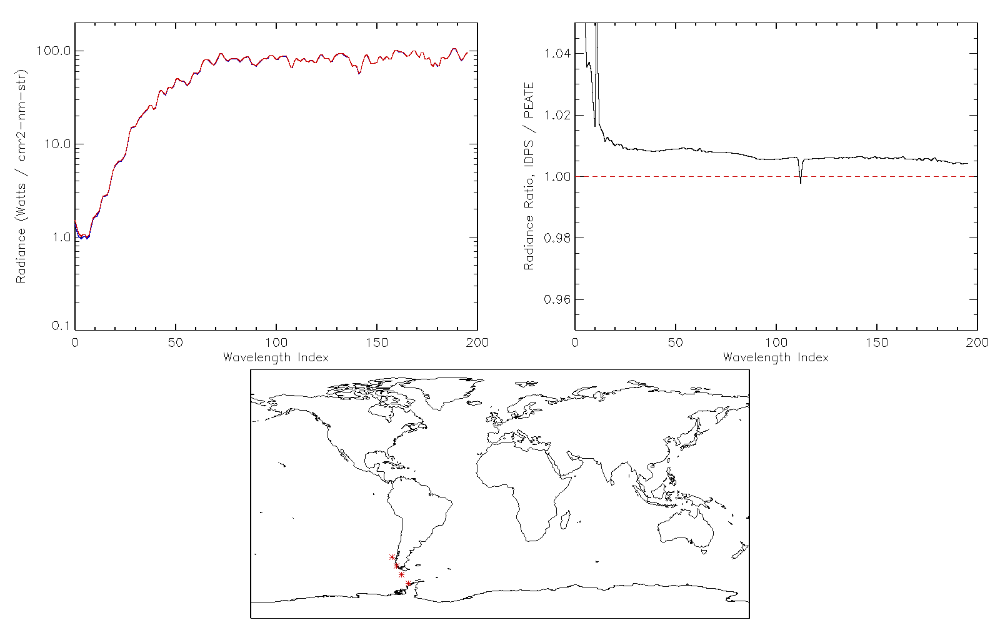 100.0
10.0
1.0
0.1
Radiance (Watts / cm^2-nm-str)
0 50 100 150 200
Wavelength Index
1.04
1.02
1.00
0.98
0.96
Radiance Ratio, IDPS / PEATE
0 50 100 150 200
Wavelength Index